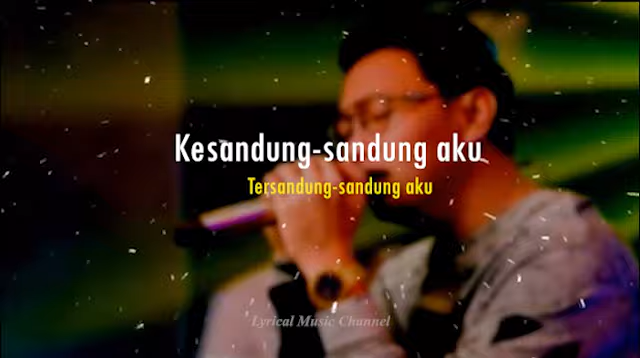 Kesandung-sandung aku
Tersandung-sandung aku
Lyrical Music Channel